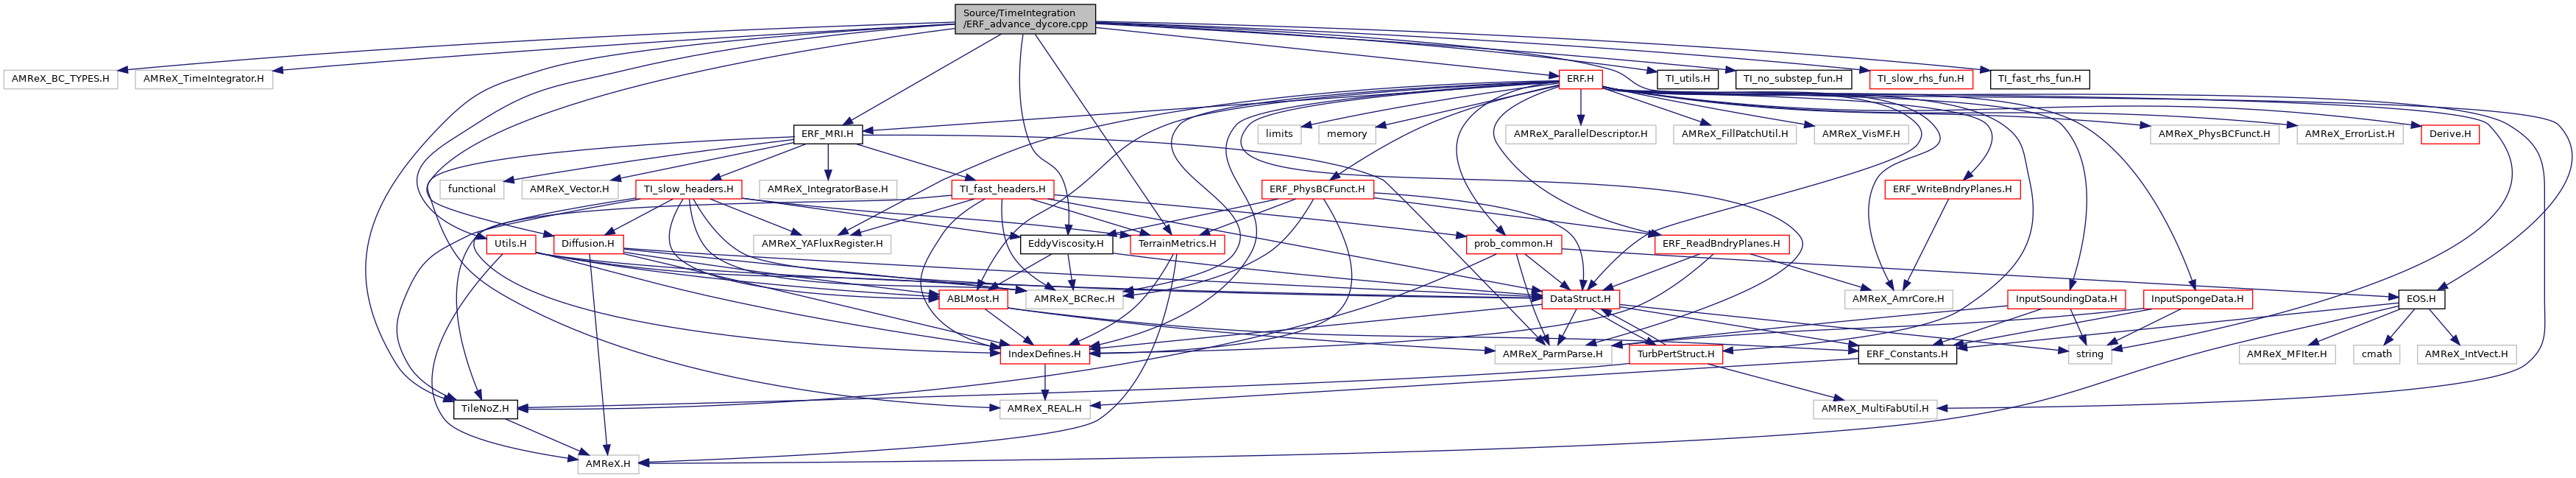 Source/TimeIntegration
/ERF_advance_dycore.cpp
AMReX_BC_TYPES.H
AMReX_TimeIntegrator.H
ERF.H
TI_utils.H
TI_no_substep_fun.H
TI_slow_rhs_fun.H
TI_fast_rhs_fun.H
ERF_MRI.H
limits
memory
AMReX_ParallelDescriptor.H
AMReX_FillPatchUtil.H
AMReX_VisMF.H
AMReX_PhysBCFunct.H
AMReX_ErrorList.H
Derive.H
functional
AMReX_Vector.H
TI_slow_headers.H
AMReX_IntegratorBase.H
TI_fast_headers.H
ERF_PhysBCFunct.H
ERF_WriteBndryPlanes.H
Utils.H
Diffusion.H
AMReX_YAFluxRegister.H
EddyViscosity.H
TerrainMetrics.H
prob_common.H
ERF_ReadBndryPlanes.H
ABLMost.H
AMReX_BCRec.H
DataStruct.H
AMReX_AmrCore.H
InputSoundingData.H
InputSpongeData.H
EOS.H
IndexDefines.H
AMReX_ParmParse.H
TurbPertStruct.H
ERF_Constants.H
string
AMReX_MFIter.H
cmath
AMReX_IntVect.H
TileNoZ.H
AMReX_REAL.H
AMReX_MultiFabUtil.H
AMReX.H